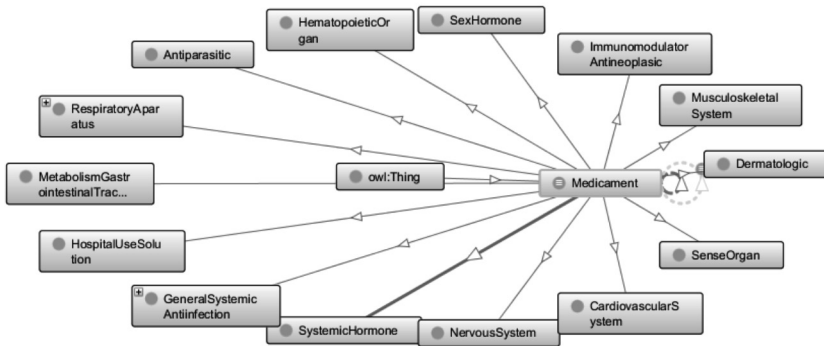 HematopoieticOr
gan
SexHormone
Antiparasitic
Immunomodulator
Antineoplasic
RespiratoryApar
atus
Musculoskeletal
System
MetabolismGastr
ointestinalTrac...
owl:Thing
Medicament
Dermatologic
HospitalUseSolu
tion
SenseOrgan
GeneralSystemic
Antiinfection
SystemicHormone
NervousSystem
CardiovascularS
ystem